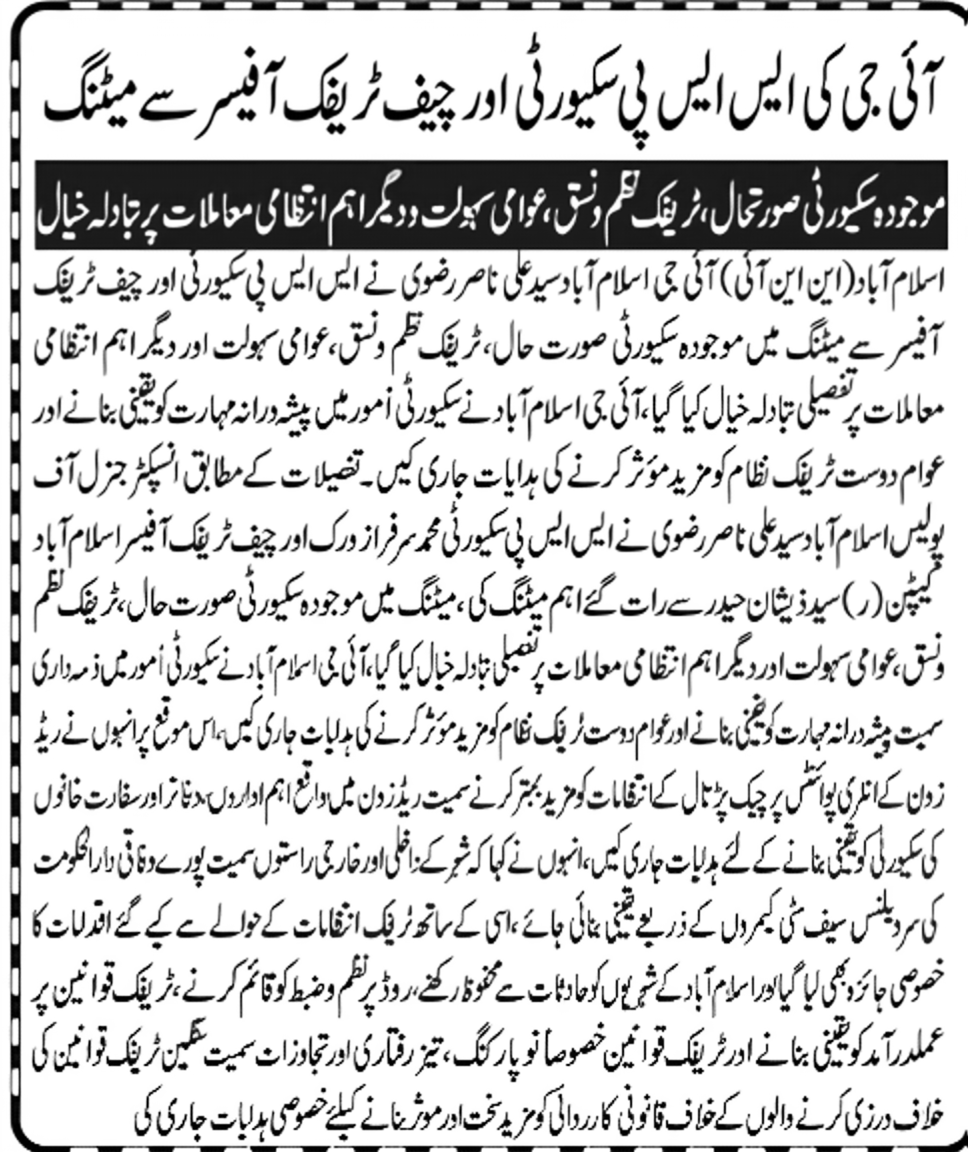 آئی جی کی ایس ایس پی سکیورٹی اور چیف ٹریفک آفیسر سے میٹنگ
موجودہ سکیورٹی صورتحال، ٹریفک نظم ونسق، عوامی سہولت ودیگر اہم انتظامی معاملات پر تبادلہ خیال
اسلام آباد (این این آئی) آئی جی اسلام آباد سید علی ناصر رضوی نے ایس ایس پی سکیورٹی اور چیف ٹریفک
آفیسر سے میٹنگ میں موجودہ سکیورٹی صورت حال، ٹریفک نظم ونسق، عوامی سہولت اور دیگر اہم انتظامی
معاملات پر تفصیلی تبادلہ خیال کیا گیا، آئی جی اسلام آباد نے سکیورٹی اُمور میں پیشہ ورانہ مہارت کو یقینی بنانے اور
عوام دوست ٹریفک نظام کو مزید مؤثر کرنے کی ہدایات جاری کیں۔ تفصیلات کے مطابق انسپکٹر جنرل آف
پولیس اسلام آباد سید علی ناصر رضوی نے ایس ایس پی سکیورٹی محمد سرفراز ورک اور چیف ٹریفک آفیسر اسلام آباد
کیپٹن (ر) سید ذیشان حیدر سے رات گئے اہم میٹنگ کی، میٹنگ میں موجودہ سکیورٹی صورت حال، ٹریفک نظم
ونسق، عوامی سہولت اور دیگر اہم انتظامی معاملات پر تفصیلی تبادلہ خیال کیا گیا، آئی جی اسلام آباد نے سکیورٹی اُمور میں ذمہ داری
سمیت پیشہ ورانہ مہارت کو یقینی بنانے اور عوام دوست ٹریفک نظام کو مزید مؤثر کرنے کی ہدایات جاری کیں، اس موقع پر انہوں نے ریڈ
زون کے انٹری پوائنٹس پر چیک پڑتال کے انتظامات کو مزید بہتر کرنے سمیت ریڈ زون میں واقع اہم اداروں، دفاتر اور سفارت خانوں
کی سکیورٹی کو یقینی بنانے کے لئے ہدایات جاری کیں، انہوں نے کہا کہ شہر کے داخلی اور خارجی راستوں سمیت پورے وفاقی دارالحکومت
کی سرویلنس سیف سٹی کیمروں کے ذریعے یقینی بنائی جائے، اسی کے ساتھ ٹریفک انتظامات کے حوالے سے کیے گئے اقدامات کا
خصوصی جائزہ بھی لیا گیا اور اسلام آباد کے شہریوں کو حادثات سے محفوظ رکھنے، روڈ پر نظم وضبط کو قائم کرنے، ٹریفک قوانین پر
عملدرآمد کو یقینی بنانے اور ٹریفک قوانین خصوصاً نو پارکنگ، تیز رفتاری اور تجاوزات سمیت سنگین ٹریفک قوانین کی
خلاف ورزی کرنے والوں کے خلاف قانونی کارروائی کو مزید سخت اور موثر بنانے کیلئے خصوصی ہدایات جاری کی